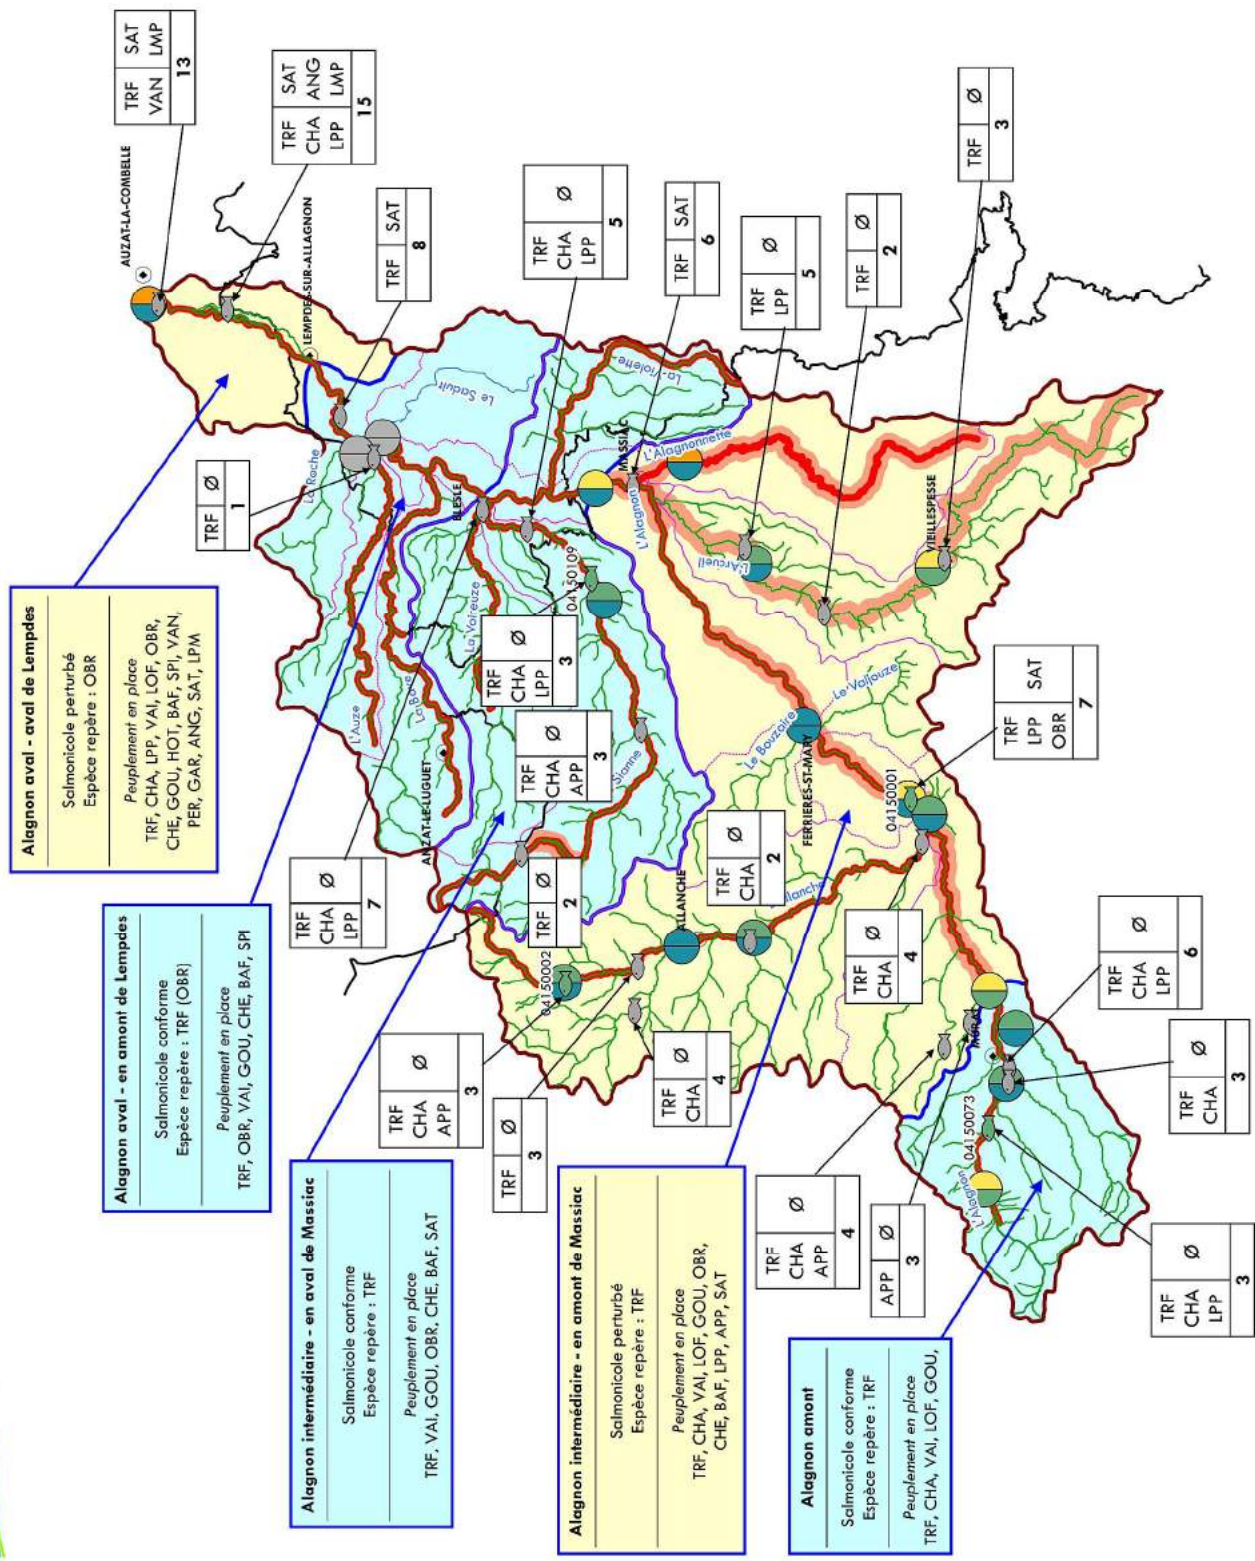 Alagnon aval - aval de Lempdes
Salmonicole perturbé
Espèce repère : OBR
Peuplement en place
TRF, CHA, LPP, VAI, LOF, OBR,
CHE, GOU, HOT, BAF, SPI, VAN,
PER, GAR, ANG, SAT, LPM
Alagnon aval - en amont de Lempdes
Salmonicole conforme
Espèce repère : TRF (OBR)
Peuplement en place
TRF, OBR, VAI, GOU, CHE, BAF, SPI
Alagnon intermédiaire - en aval de Massiac
Salmonicole conforme
Espèce repère : TRF
Peuplement en place
TRF, VAI, GOU, OBR, CHE, BAF, SAT
Alagnon intermédiaire - en amont de Massiac
Salmonicole perturbé
Espèce repère : TRF
Peuplement en place
TRF, CHA, VAI, LOF, GOU, OBR,
CHE, BAF, LPP, APP, SAT
Alagnon amont
Salmonicole conforme
Espèce repère : TRF
Peuplement en place
TRF, CHA, VAI, LOF, GOU,
TRF SAT
VAN LMP
13
TRF SAT
CHA ANG
LPP LMP
15
TRF SAT
8
TRF Ø
1
TRF
CHA Ø
LPP
5
TRF SAT
6
TRF Ø
LPP
5
TRF Ø
2
TRF Ø
3
TRF
CHA Ø
LPP
7
TRF
CHA Ø
LPP
3
TRF
CHA Ø
APP
3
TRF Ø
2
TRF Ø
CHA
2
TRF SAT
LPP
OBR
7
TRF Ø
CHA
4
TRF
CHA Ø
APP
3
TRF Ø
3
TRF Ø
CHA
4
TRF
CHA Ø
APP
4
APP Ø
3
TRF
CHA Ø
LPP
6
TRF Ø
CHA
3
TRF
CHA Ø
LPP
3
AUZAT-LA-COMBELLE
LEMPDES-SUR-ALLAGNON
La Roche
Le Saduit
L'Auze
La Bave
BLESLE
La Violette
MASSIAC
L'Alagnonnette
L'Alagnon
04150109
ANZAT-LE-LUGUET
Sianne
L'Arcueil
VIEILLESPESSE
Le Bouzaire
Le Valjouze
FERRIERES-ST-MARY
04150001
ALLANCHE
04150002
MURAT
04150073
L'Alagnon